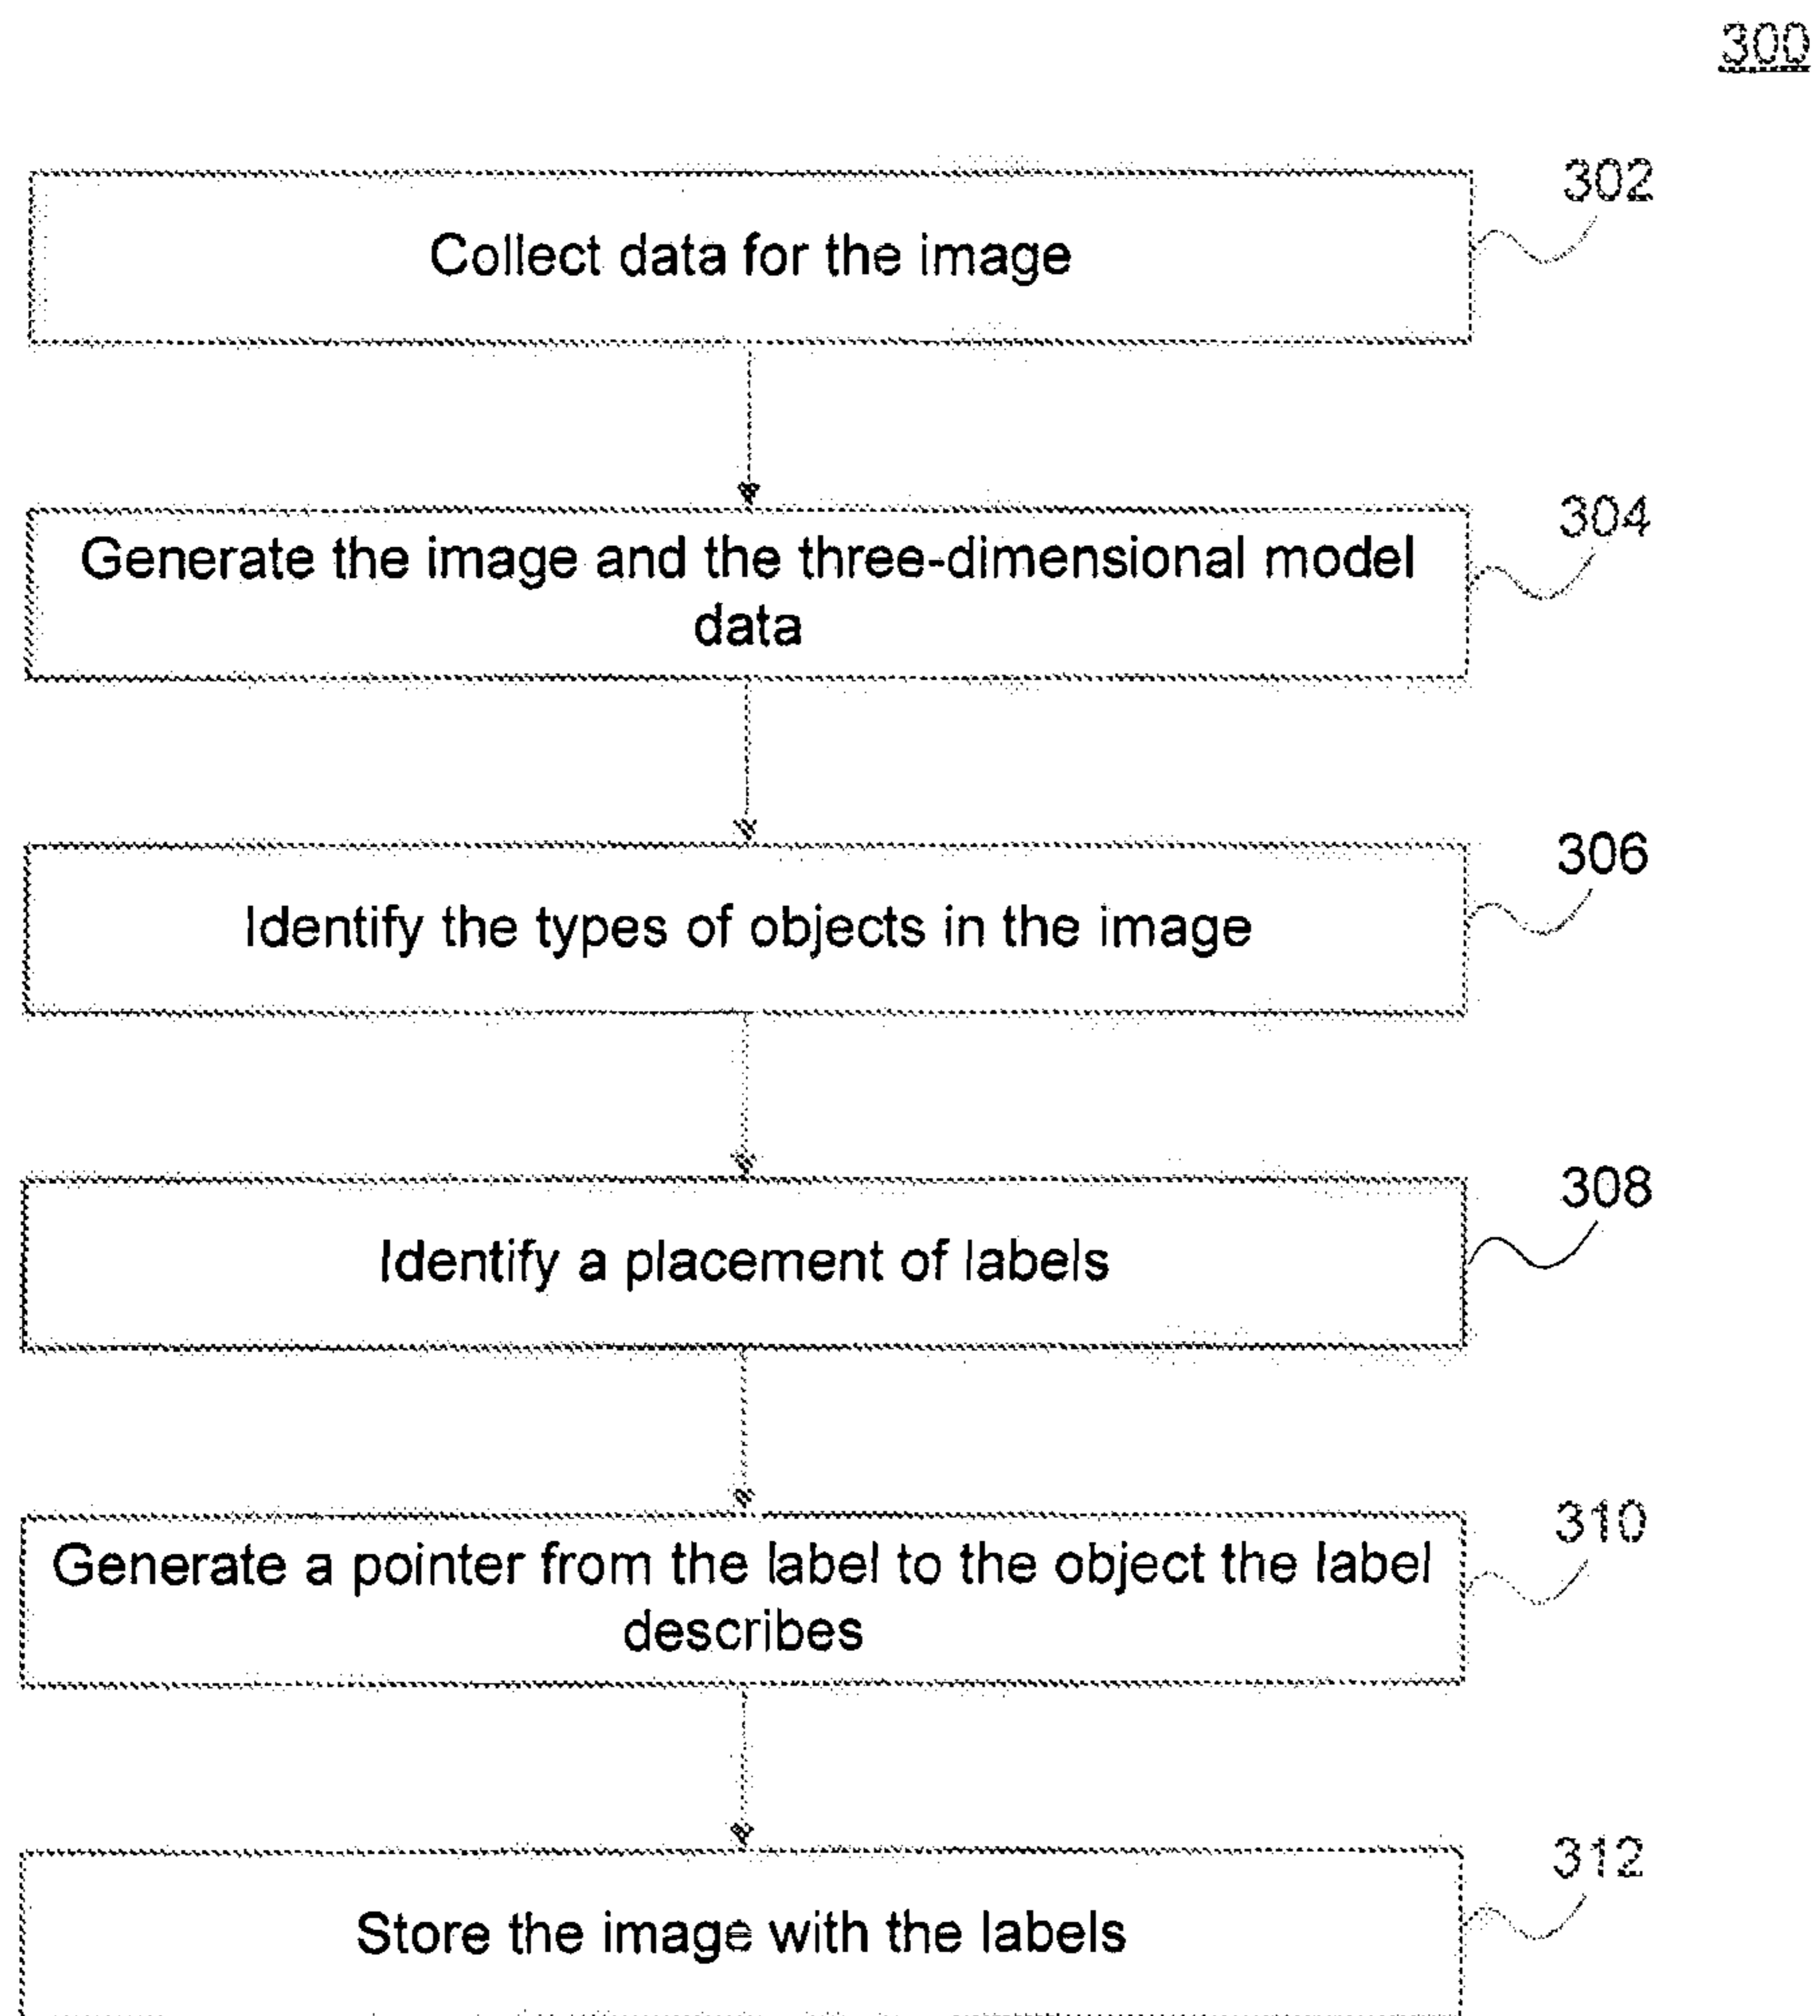 300
Collect data for the image
302
Generate the image and the three-dimensional model
data
304
Identify the types of objects in the image
306
Identify a placement of labels
308
Generate a pointer from the label to the object the label
describes
310
Store the image with the labels
312